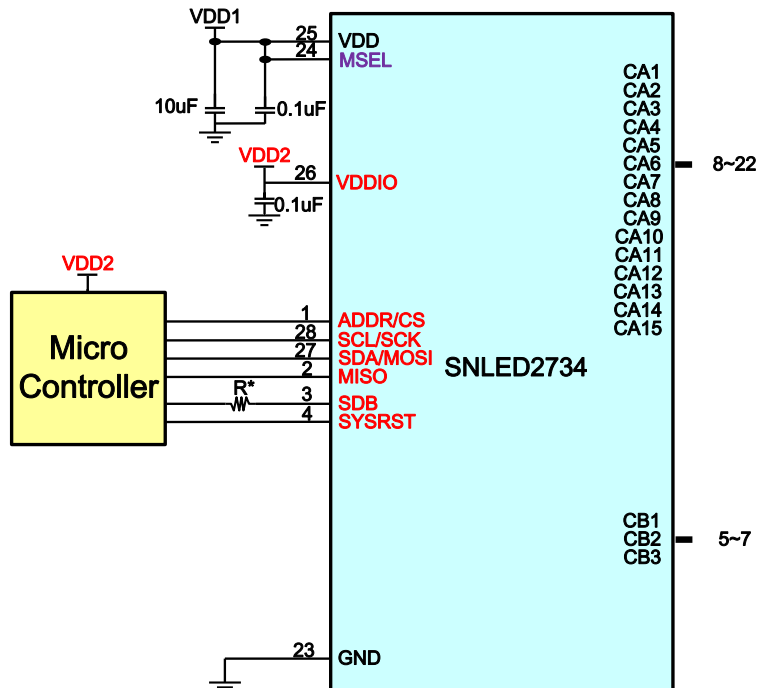 VDD1
25
VDD
24
MSEL
10uF
0.1uF
VDD2
26
VDDIO
0.1uF
VDD2
Micro
Controller
1
ADDR/CS
28
SCL/SCK
27
SDA/MOSI
2
MISO
R*
3
SDB
4
SYSRST
SNLED2734
CA1
CA2
CA3
CA4
CA5
CA6
CA7
CA8
CA9
CA10
CA11
CA12
CA13
CA14
CA15
8~22
CB1
CB2
CB3
5~7
23
GND